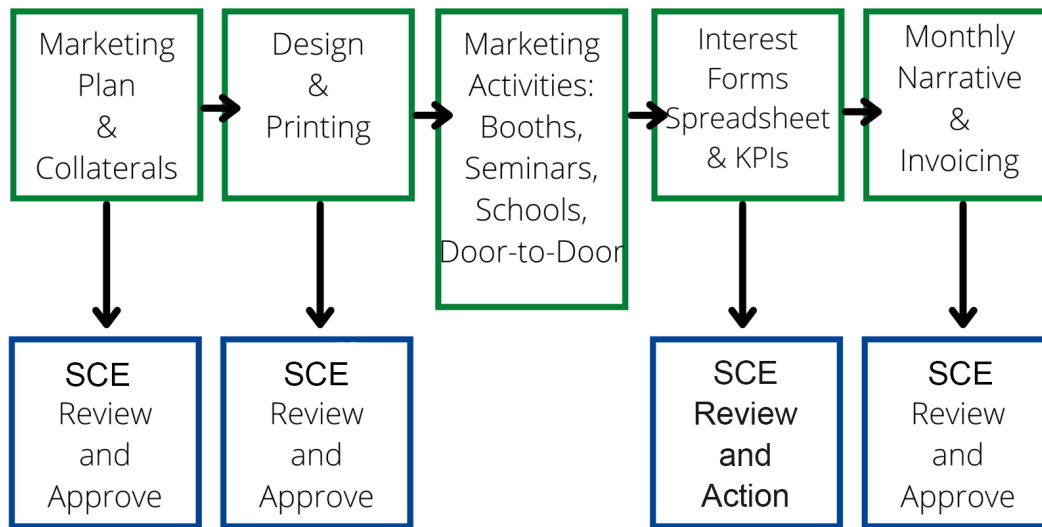 Marketing
Plan
&
Collaterals
Design
&
Printing
Marketing
Activities:
Booths,
Seminars,
Schools,
Door-to-Door
Interest
Forms
Spreadsheet
& KPIs
Monthly
Narrative
&
Invoicing
SCE
Review
and
Approve
SCE
Review
and
Approve
SCE
Review
and
Action
SCE
Review
and
Approve